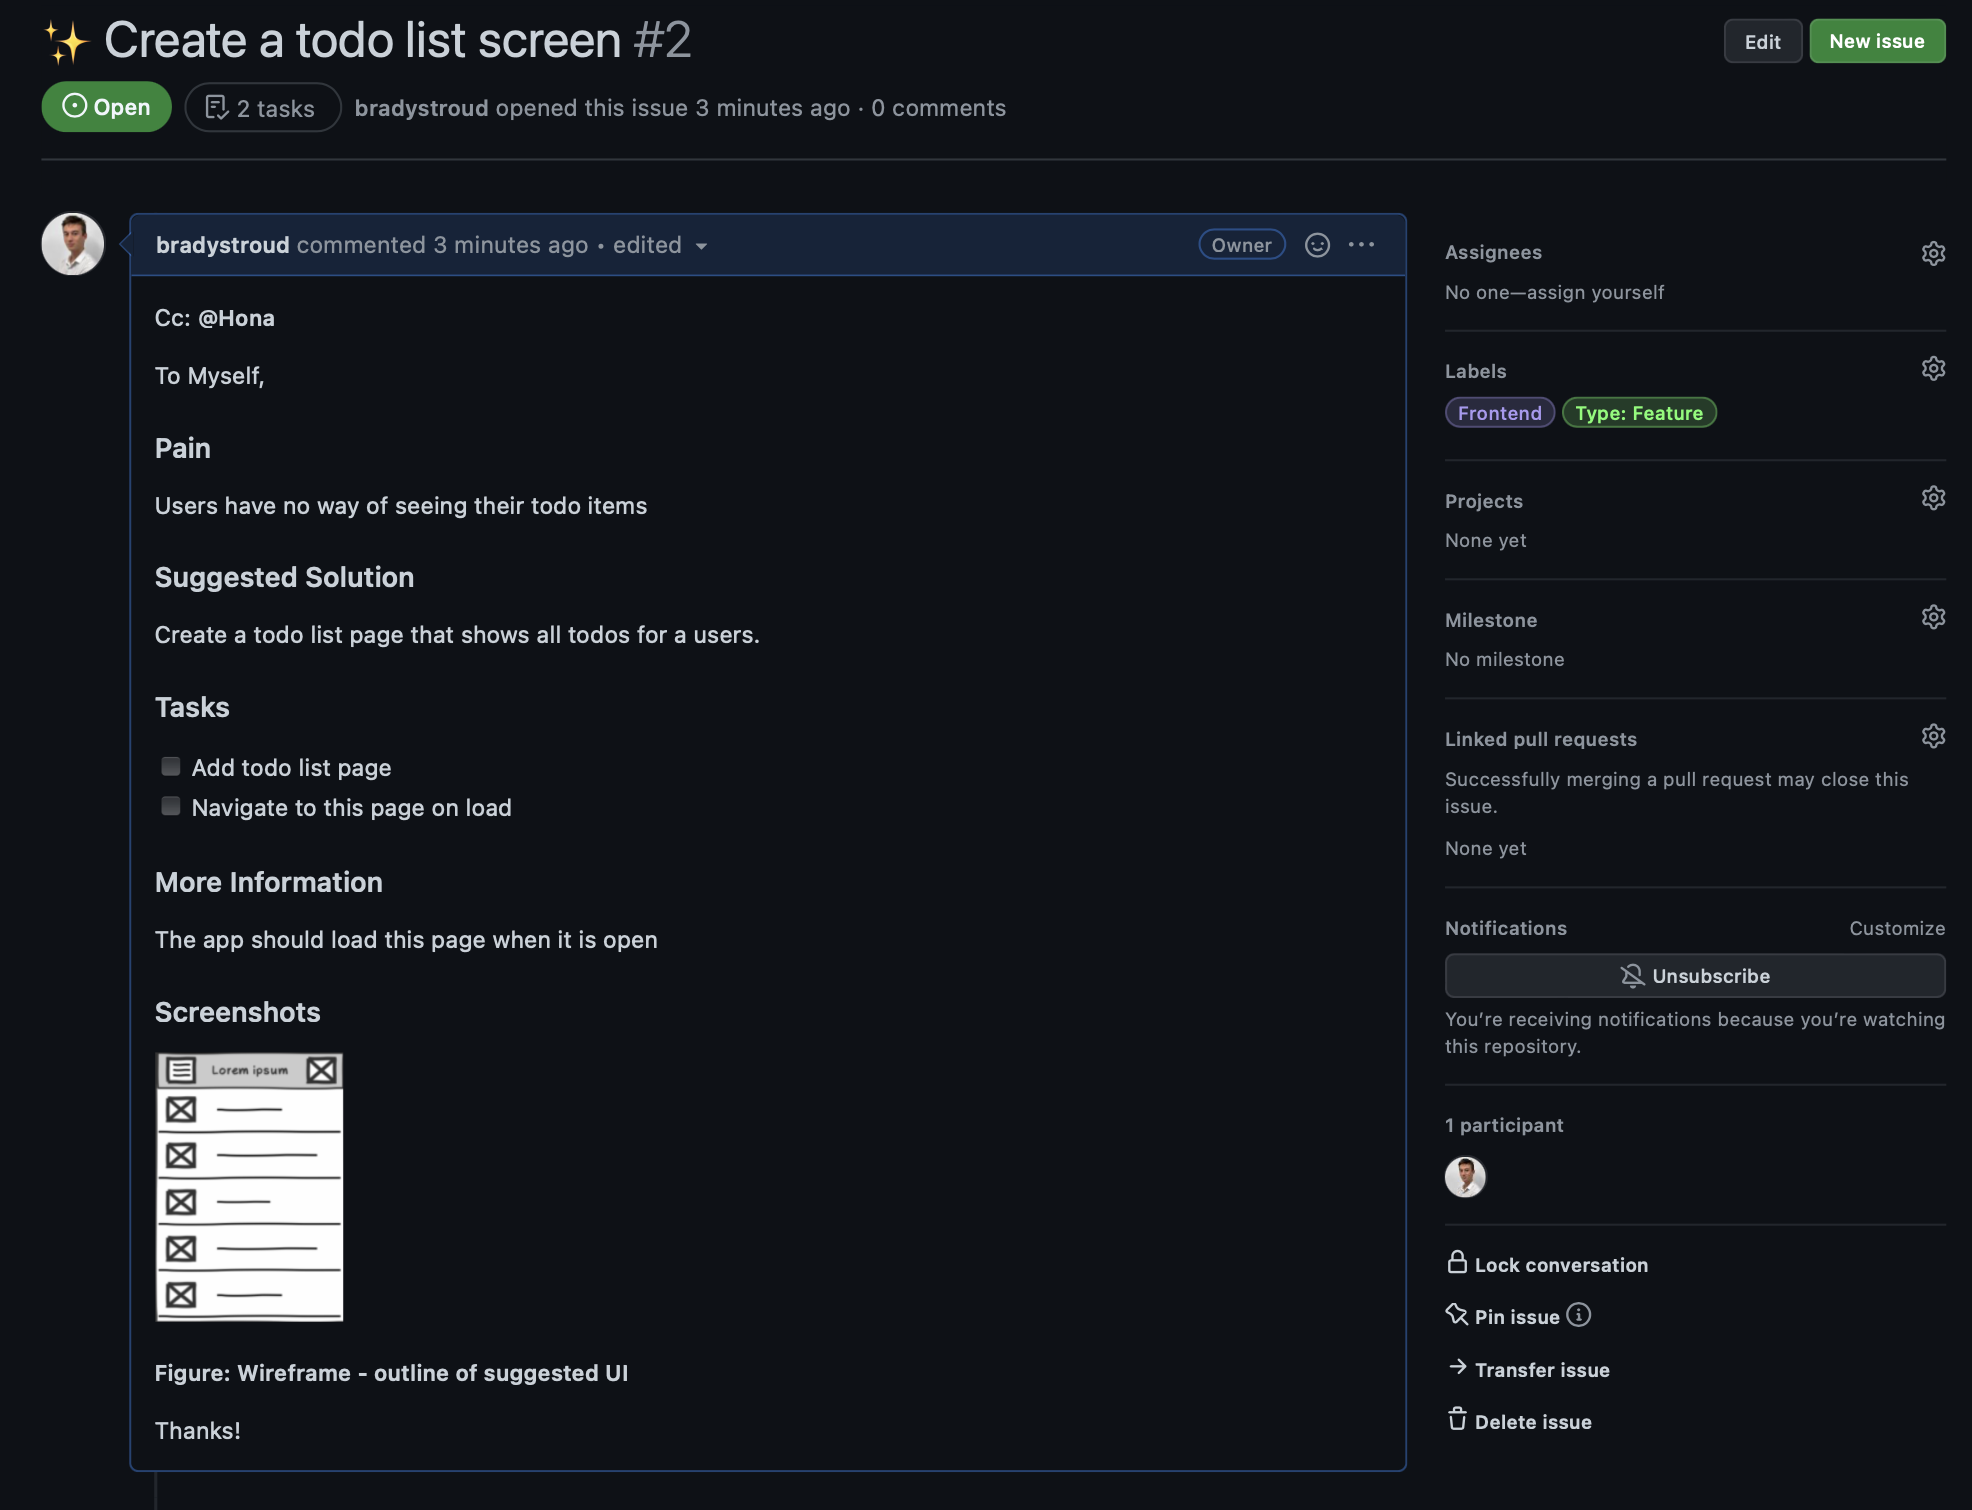 ✨ Create a todo list screen #2
Edit
New issue
Open
2 tasks
bradystroud opened this issue 3 minutes ago · 0 comments
bradystroud commented 3 minutes ago • edited
Owner
Cc: @Hona
To Myself,
Pain
Users have no way of seeing their todo items
Suggested Solution
Create a todo list page that shows all todos for a users.
Tasks
Add todo list page
Navigate to this page on load
More Information
The app should load this page when it is open
Screenshots
Lorem ipsum
Figure: Wireframe - outline of suggested UI
Thanks!
Assignees
No one—assign yourself
Labels
Frontend
Type: Feature
Projects
None yet
Milestone
No milestone
Linked pull requests
Successfully merging a pull request may close this
issue.
None yet
Notifications
Customize
Unsubscribe
You’re receiving notifications because you’re watching
this repository.
1 participant
Lock conversation
Pin issue
Transfer issue
Delete issue